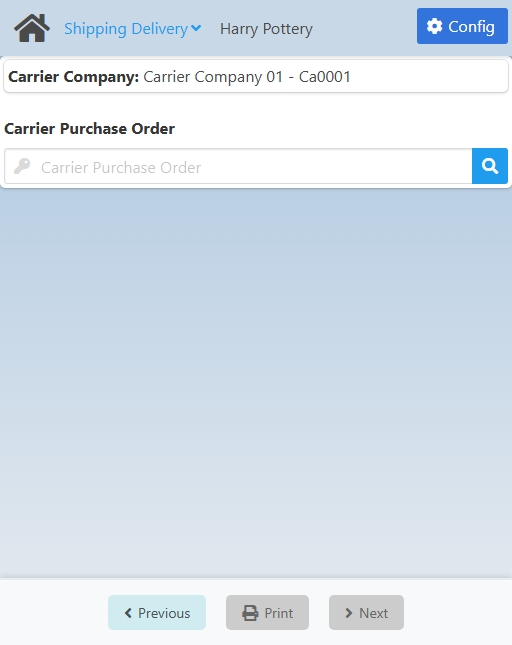 Shipping Delivery Harry Pottery Config
Carrier Company: Carrier Company 01 - Ca0001
Carrier Purchase Order
Carrier Purchase Order
Previous Print Next